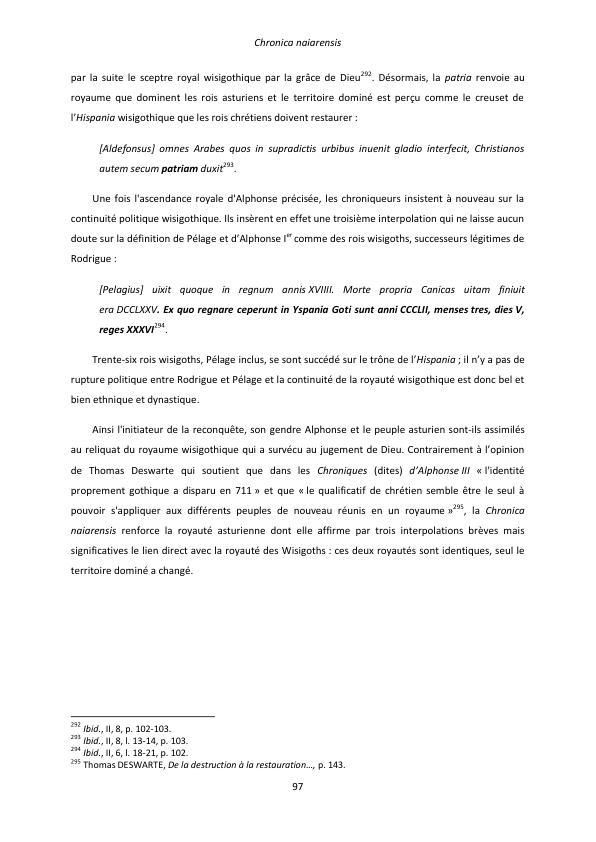 Chronica naiarensis
par la suite le sceptre royal wisigothique par la grâce de Dieu292. Désormais, la patria renvoie au
royaume que dominent les rois asturiens et le territoire dominé est perçu comme le creuset de
l’Hispania wisigothique que les rois chrétiens doivent restaurer :
[Aldefonsus] omnes Arabes quos in supradictis urbibus inuenit gladio interfecit, Christianos
autem secum patriam duxit293.
Une fois l'ascendance royale d'Alphonse précisée, les chroniqueurs insistent à nouveau sur la
continuité politique wisigothique. Ils insèrent en effet une troisième interpolation qui ne laisse aucun
doute sur la définition de Pélage et d’Alphonse Ier comme des rois wisigoths, successeurs légitimes de
Rodrigue :
[Pelagius] uixit quoque in regnum annis XVIIII. Morte propria Canicas uitam finiuit
era DCCLXXV. Ex quo regnare ceperunt in Yspania Goti sunt anni CCCLII, menses tres, dies V,
reges XXXVI294.
Trente-six rois wisigoths, Pélage inclus, se sont succédé sur le trône de l’Hispania ; il n’y a pas de
rupture politique entre Rodrigue et Pélage et la continuité de la royauté wisigothique est donc bel et
bien ethnique et dynastique.
Ainsi l'initiateur de la reconquête, son gendre Alphonse et le peuple asturien sont-ils assimilés
au reliquat du royaume wisigothique qui a survécu au jugement de Dieu. Contrairement à l’opinion
de Thomas Deswarte qui soutient que dans les Chroniques (dites) d’Alphonse III « l'identité
proprement gothique a disparu en 711 » et que « le qualificatif de chrétien semble être le seul à
pouvoir s'appliquer aux différents peuples de nouveau réunis en un royaume »295, la Chronica
naiarensis renforce la royauté asturienne dont elle affirme par trois interpolations brèves mais
significatives le lien direct avec la royauté des Wisigoths : ces deux royautés sont identiques, seul le
territoire dominé a changé.
292 Ibid., II, 8, p. 102-103.
293 Ibid., II, 8, l. 13-14, p. 103.
294 Ibid., II, 6, l. 18-21, p. 102.
295 Thomas DESWARTE, De la destruction à la restauration…, p. 143.
97